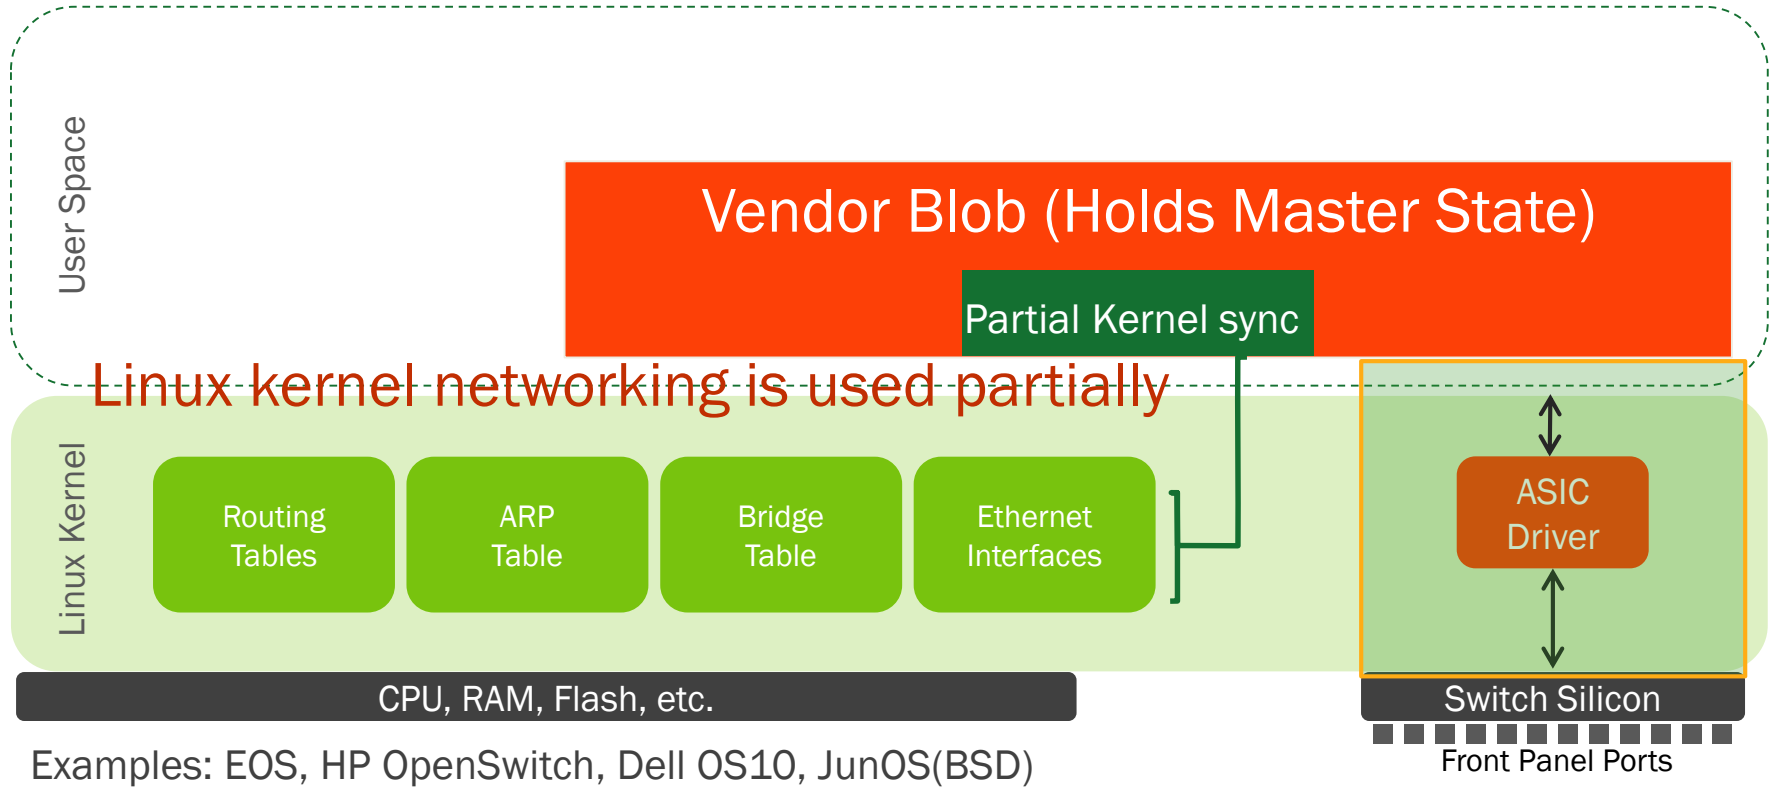 User Space
Vendor Blob (Holds Master State)
Partial Kernel sync
Linux kernel networking is used partially
Linux Kernel
Routing
Tables
ARP
Table
Bridge
Table
Ethernet
Interfaces
ASIC
Driver
CPU, RAM, Flash, etc.
Switch Silicon
Front Panel Ports
Examples: EOS, HP OpenSwitch, Dell OS10, JunOS(BSD)